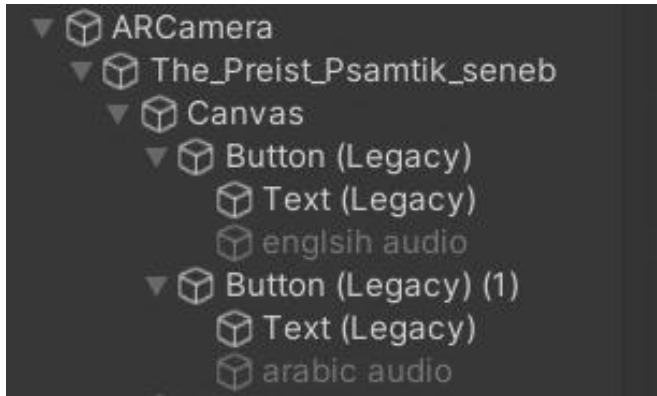 ARCamera
The_Preist_Psamtik_seneb
Canvas
Button (Legacy)
Text (Legacy)
englsih audio
Button (Legacy) (1)
Text (Legacy)
arabic audio